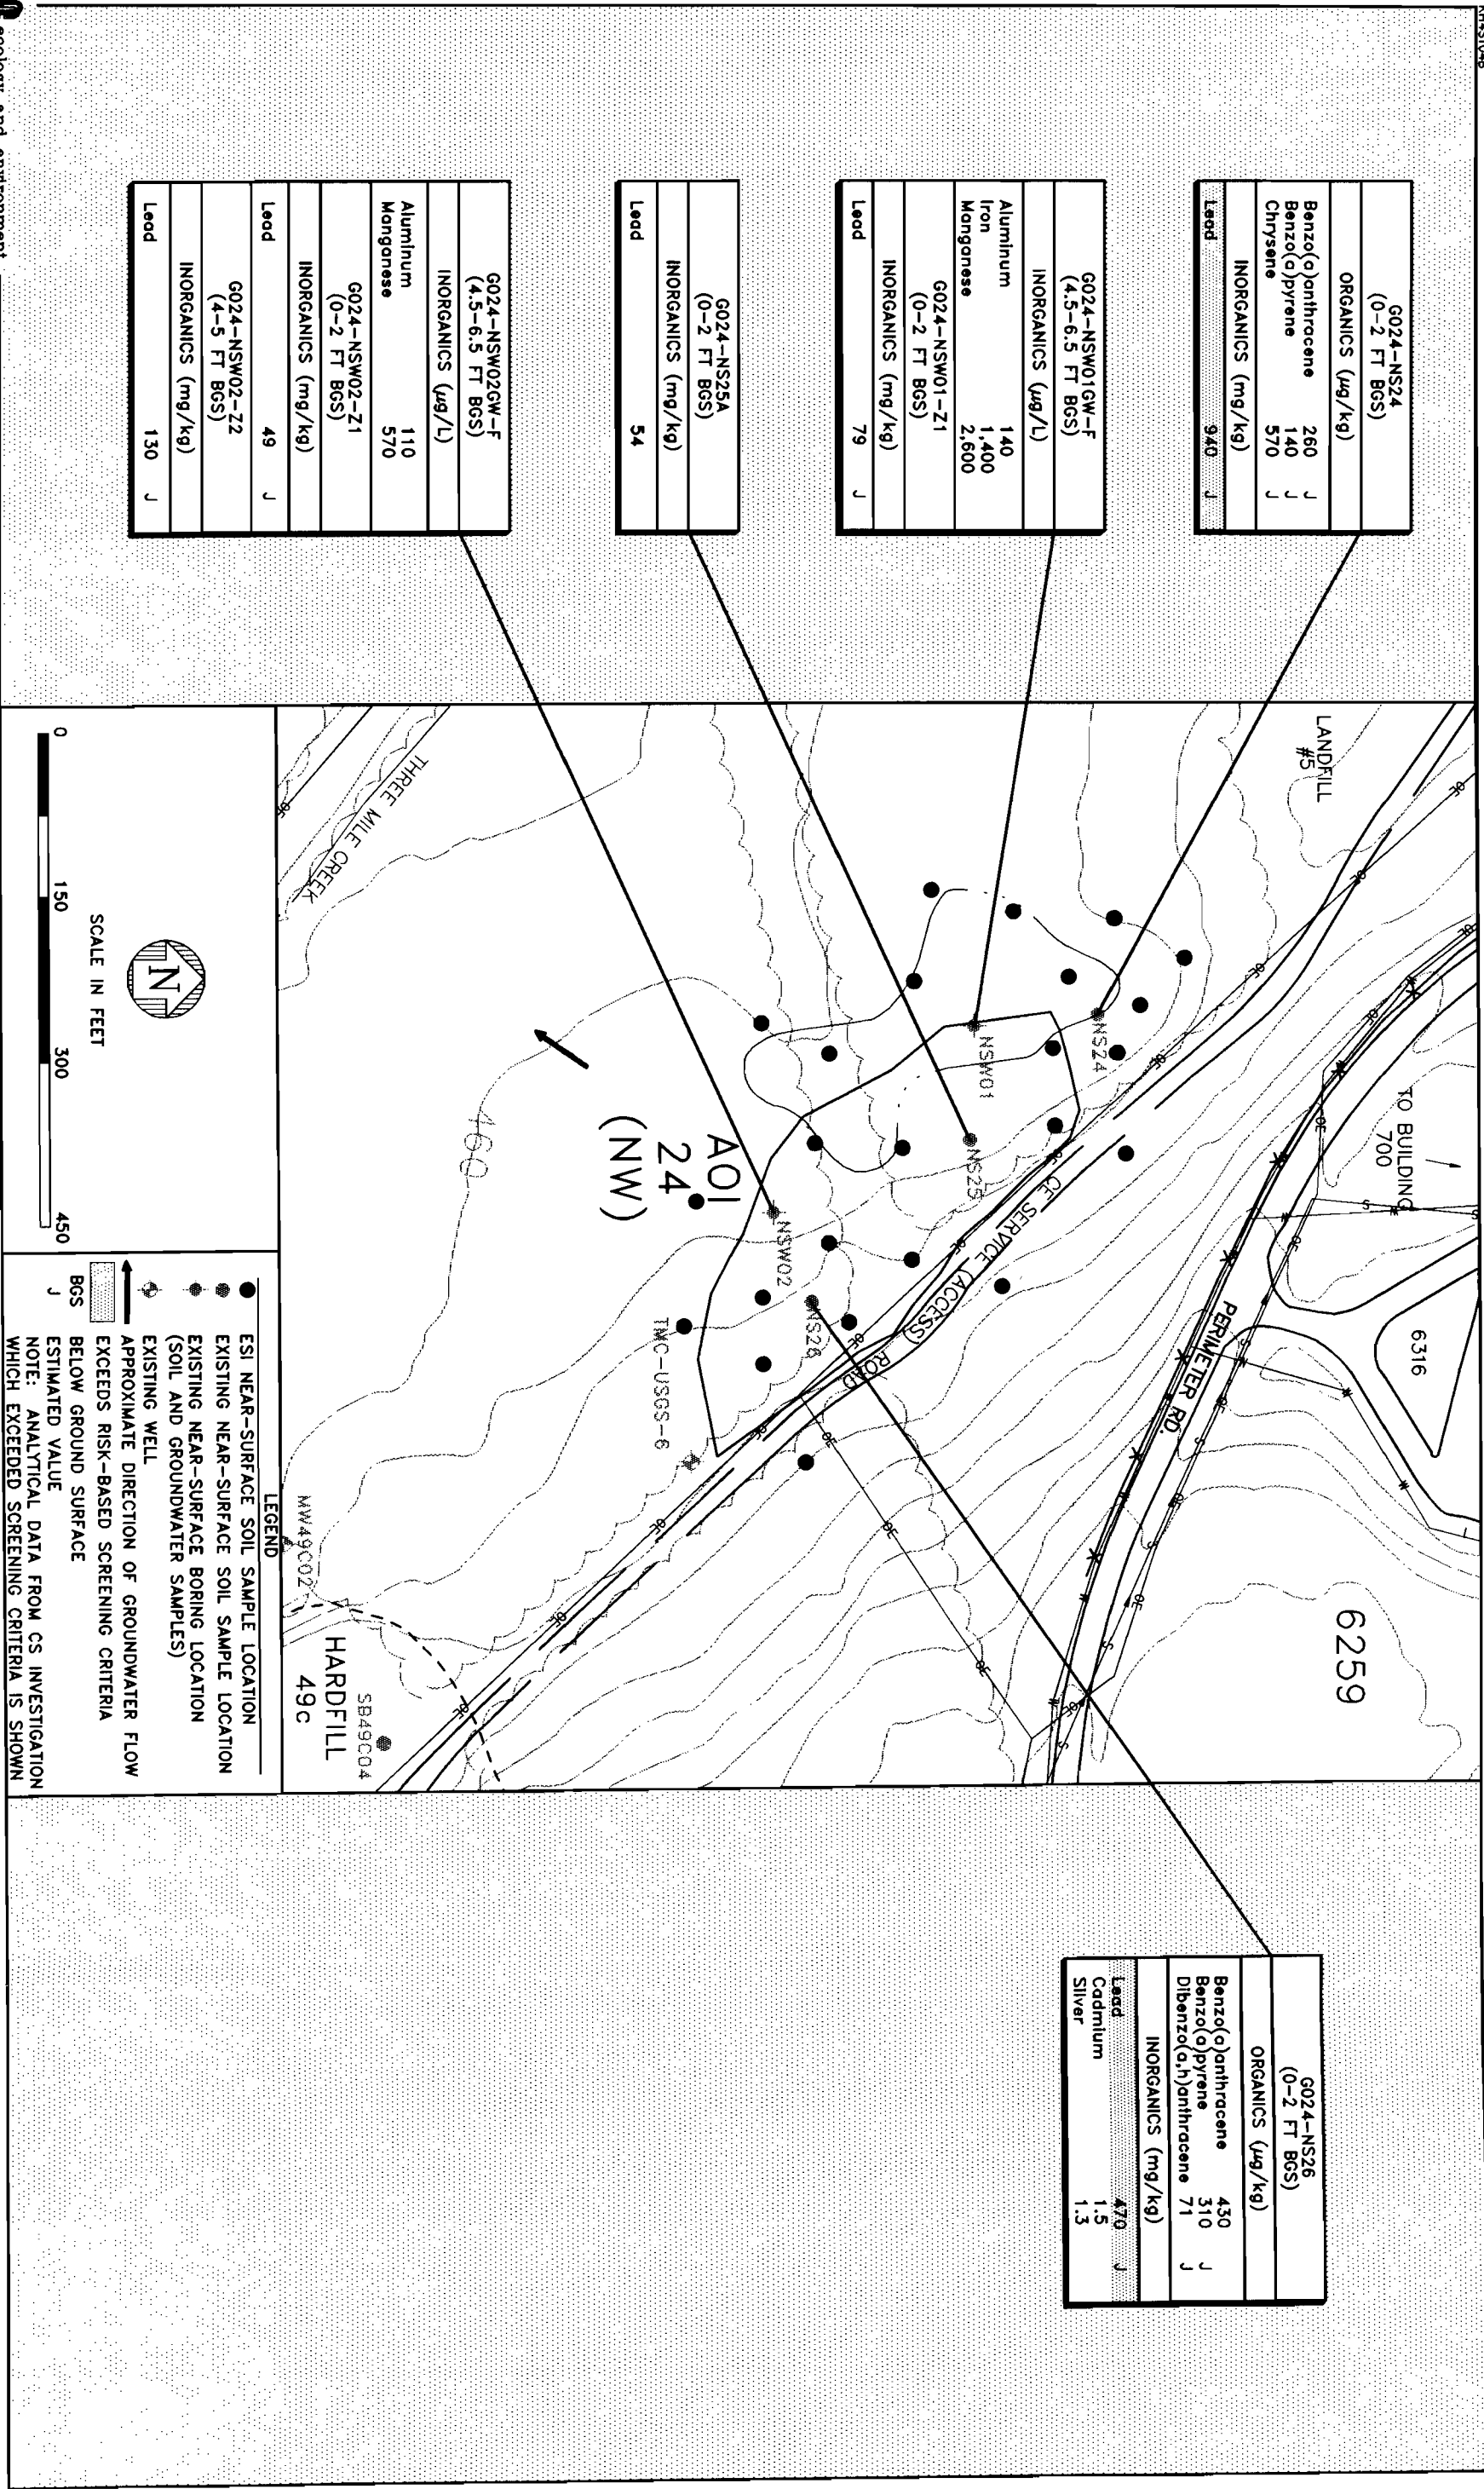 G024-NS24
(0-2 FT BGS)
ORGANICS (µg/kg)
Benzo(a)anthracene 260 J
Benzo(a)pyrene 140 J
Chrysene 570 J
INORGANICS (mg/kg)
Lead 940 J
G024-NSW01GW-F
(4.5-6.5 FT BGS)
INORGANICS (µg/L)
Aluminum 140
Iron 1,400
Manganese 2,600
G024-NSW01-Z1
(0-2 FT BGS)
INORGANICS (mg/kg)
Lead 79 J
G024-NS25A
(0-2 FT BGS)
INORGANICS (mg/kg)
Lead 54
G024-NSW02GW-F
(4.5-6.5 FT BGS)
INORGANICS (µg/L)
Aluminum 110
Manganese 570
G024-NSW02-Z1
(0-2 FT BGS)
INORGANICS (mg/kg)
Lead 49 J
G024-NSW02-Z2
(4-5 FT BGS)
INORGANICS (mg/kg)
Lead 130 J
LANDFILL
#5
TO BUILDING
700
6316
6259
PERIMETER RD.
CE SERVICE (ACCESS)
ROAD
NS24
NSW01
NS25
NSW02
NS26
AOI
24
(NW)
460
THREE MILE CREEK
TMC-USGS-6
MW49C02
SB49C04
HARDFILL
49c
G024-NS26
(0-2 FT BGS)
ORGANICS (µg/kg)
Benzo(a)anthracene 430
Benzo(a)pyrene 310 J
Dibenzo(a,h)anthracene 71 J
INORGANICS (mg/kg)
Lead 470 J
Cadmium 1.5
Silver 1.3
N
SCALE IN FEET
0 150 300 450
LEGEND
ESI NEAR-SURFACE SOIL SAMPLE LOCATION
EXISTING NEAR-SURFACE SOIL SAMPLE LOCATION
EXISTING NEAR-SURFACE BORING LOCATION
(SOIL AND GROUNDWATER SAMPLES)
EXISTING WELL
APPROXIMATE DIRECTION OF GROUNDWATER FLOW
EXCEEDS RISK-BASED SCREENING CRITERIA
BGS BELOW GROUND SURFACE
J ESTIMATED VALUE
NOTE: ANALYTICAL DATA FROM CS INVESTIGATION
WHICH EXCEEDED SCREENING CRITERIA IS SHOWN
ecology and environment